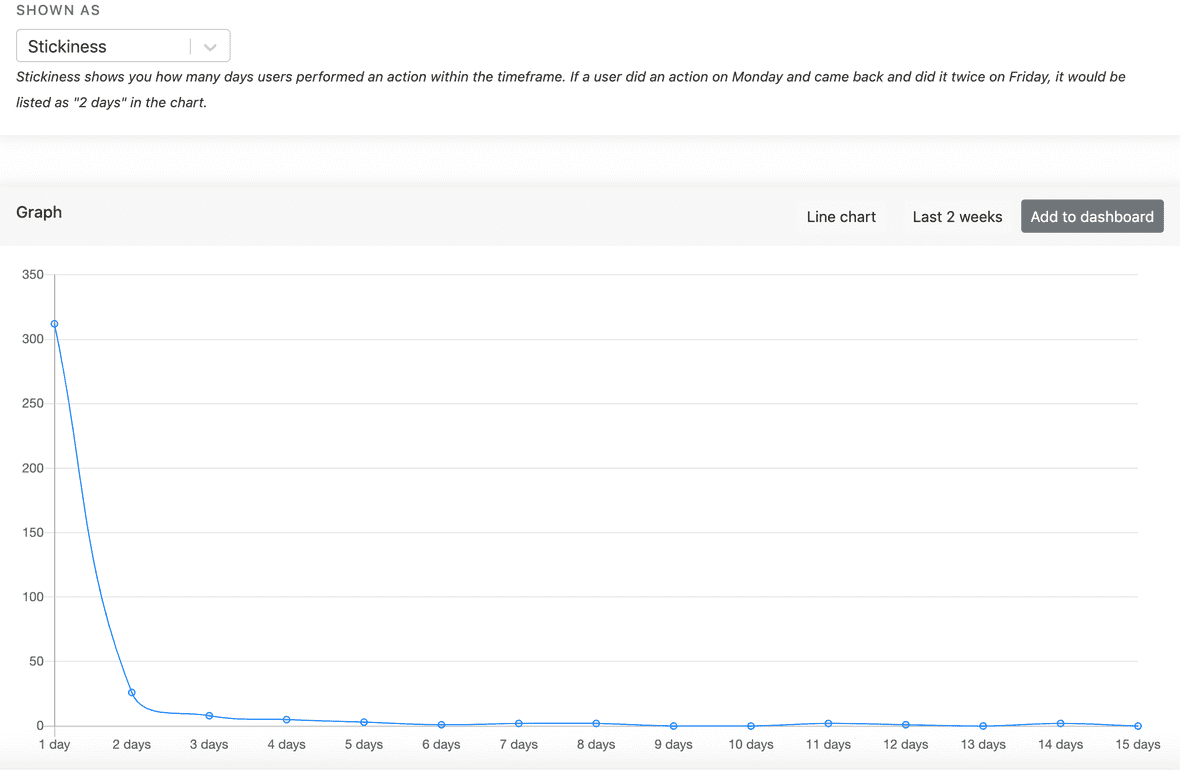 SHOWN AS
Stickiness
Stickiness shows you how many days users performed an action within the timeframe. If a user did an action on Monday and came back and did it twice on Friday, it would be
listed as "2 days" in the chart.
Graph
Line chart
Last 2 weeks
Add to dashboard
350
300
250
200
150
100
50
0
1 day
2 days
3 days
4 days
5 days
6 days
7 days
8 days
9 days
10 days
11 days
12 days
13 days
14 days
15 days